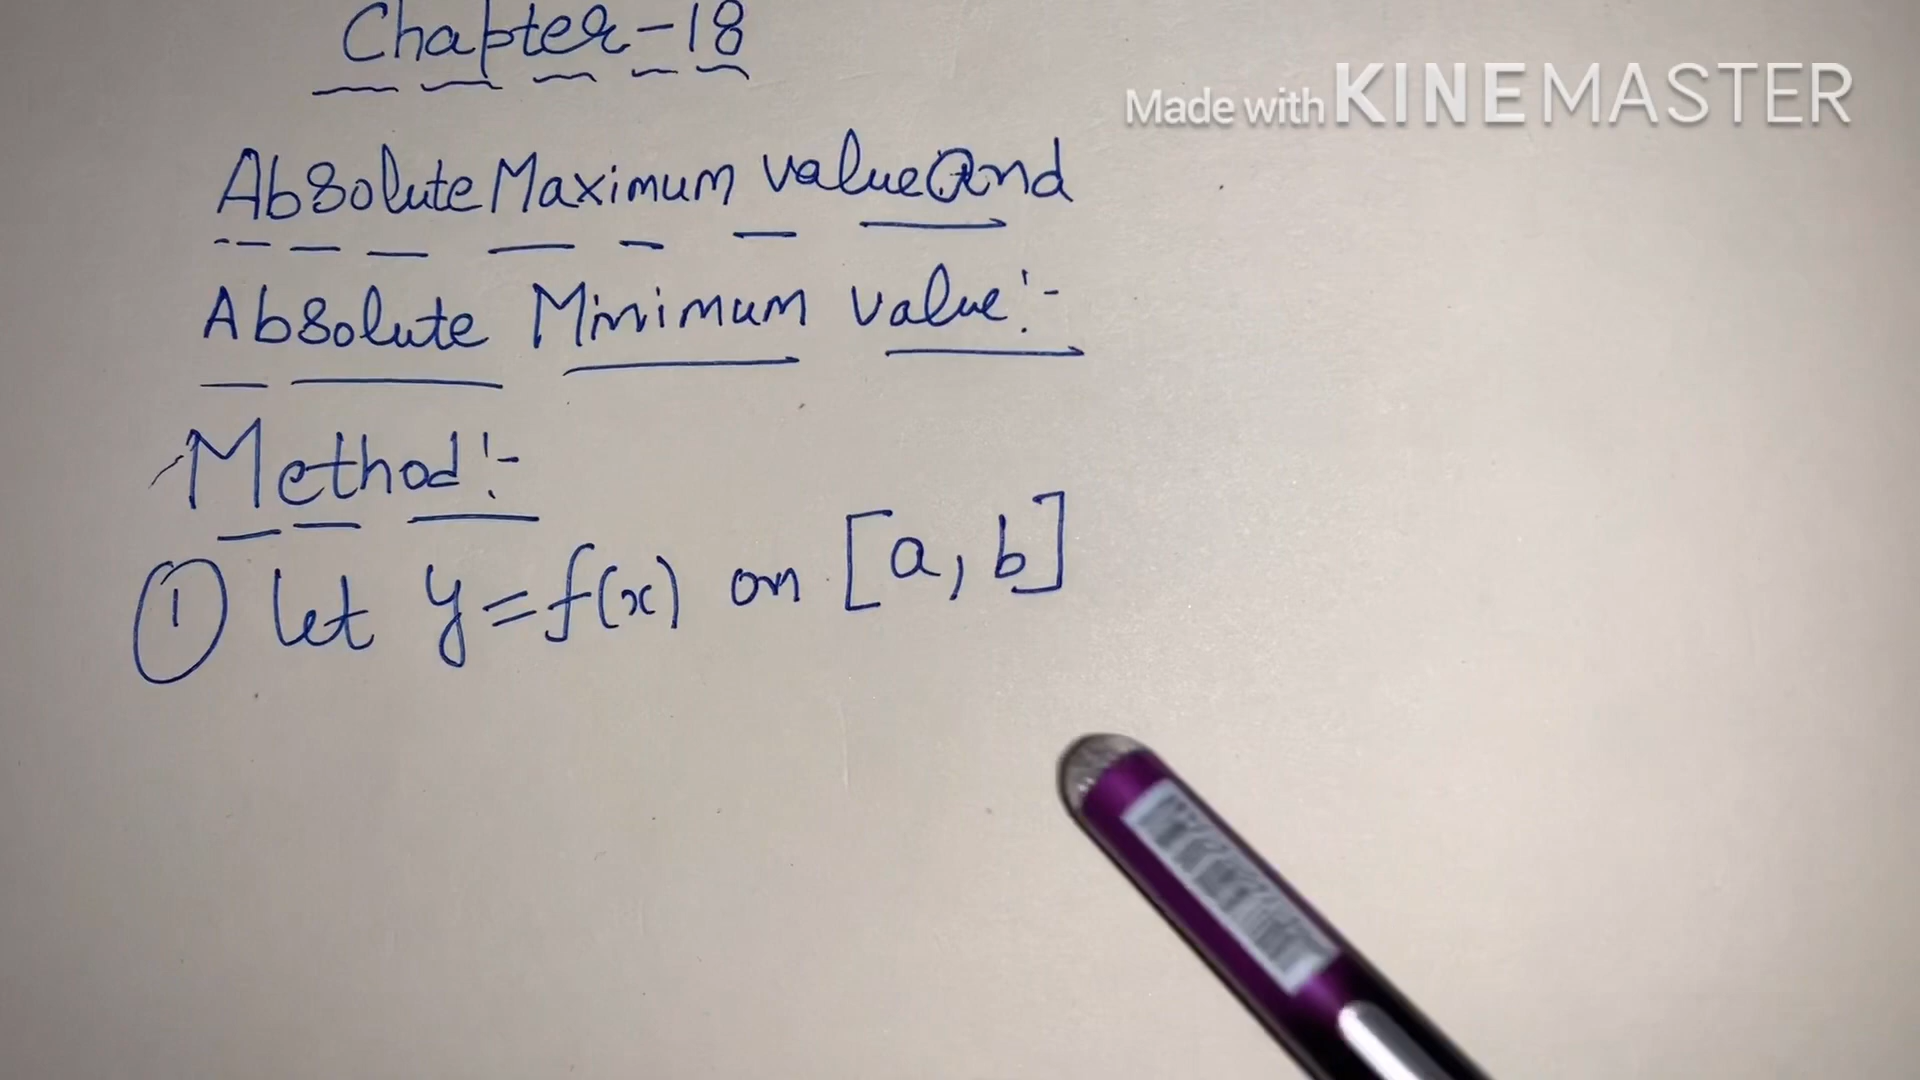 Chapter-18
Made with KINEMASTER
Absolute Maximum value and
Absolute Minimum value:-
Method:-
① let y=f(x) on [a, b]